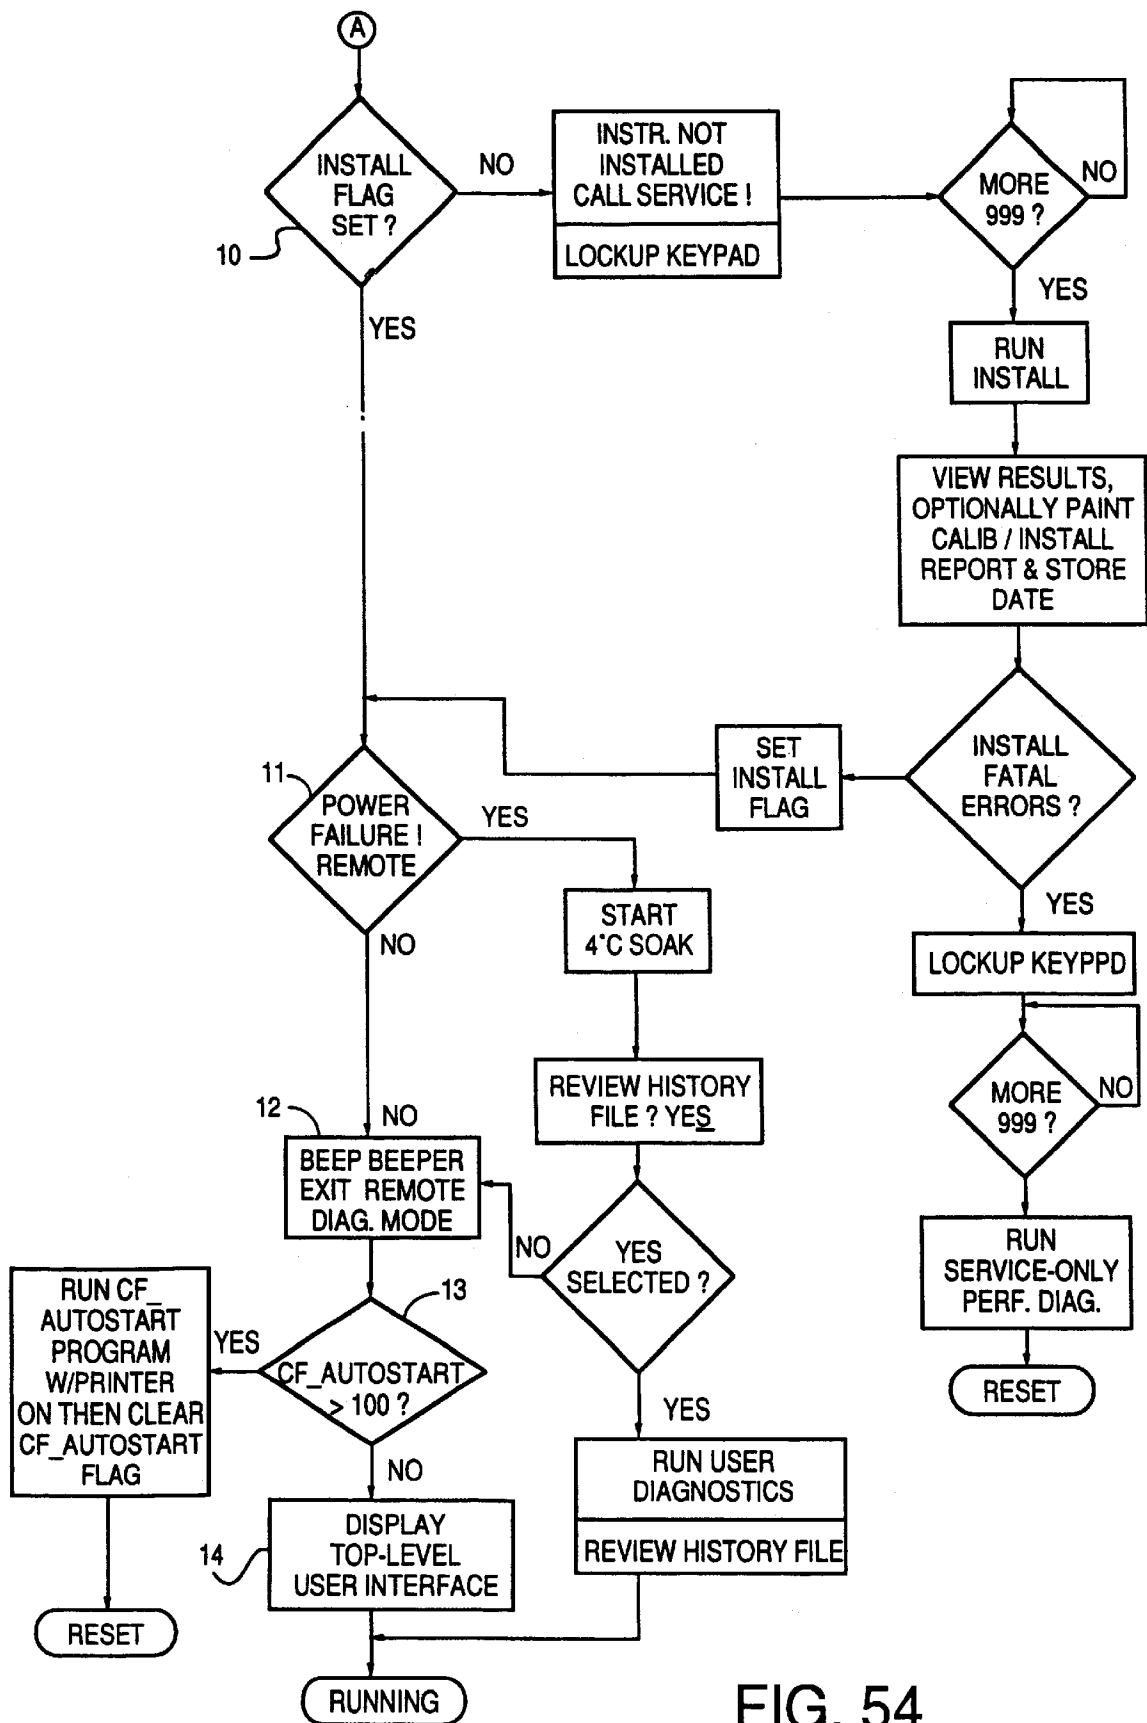 A
INSTALL
FLAG
SET ?
10
NO
YES
INSTR. NOT
INSTALLED
CALL SERVICE !
LOCKUP KEYPAD
MORE
999 ?
NO
YES
RUN
INSTALL
VIEW RESULTS,
OPTIONALLY PAINT
CALIB / INSTALL
REPORT & STORE
DATE
INSTALL
FATAL
ERRORS ?
SET
INSTALL
FLAG
YES
LOCKUP KEYPPD
MORE
999 ?
NO
RUN
SERVICE-ONLY
PERF. DIAG.
RESET
11
POWER
FAILURE !
REMOTE
YES
NO
START
4°C SOAK
REVIEW HISTORY
FILE ? YES
YES
SELECTED ?
NO
YES
RUN USER
DIAGNOSTICS
REVIEW HISTORY FILE
12
NO
BEEP BEEPER
EXIT REMOTE
DIAG. MODE
13
CF_AUTOSTART
> 100 ?
YES
NO
RUN CF_
AUTOSTART
PROGRAM
W/PRINTER
ON THEN CLEAR
CF_AUTOSTART
FLAG
RESET
14
DISPLAY
TOP-LEVEL
USER INTERFACE
RUNNING
FIG. 54